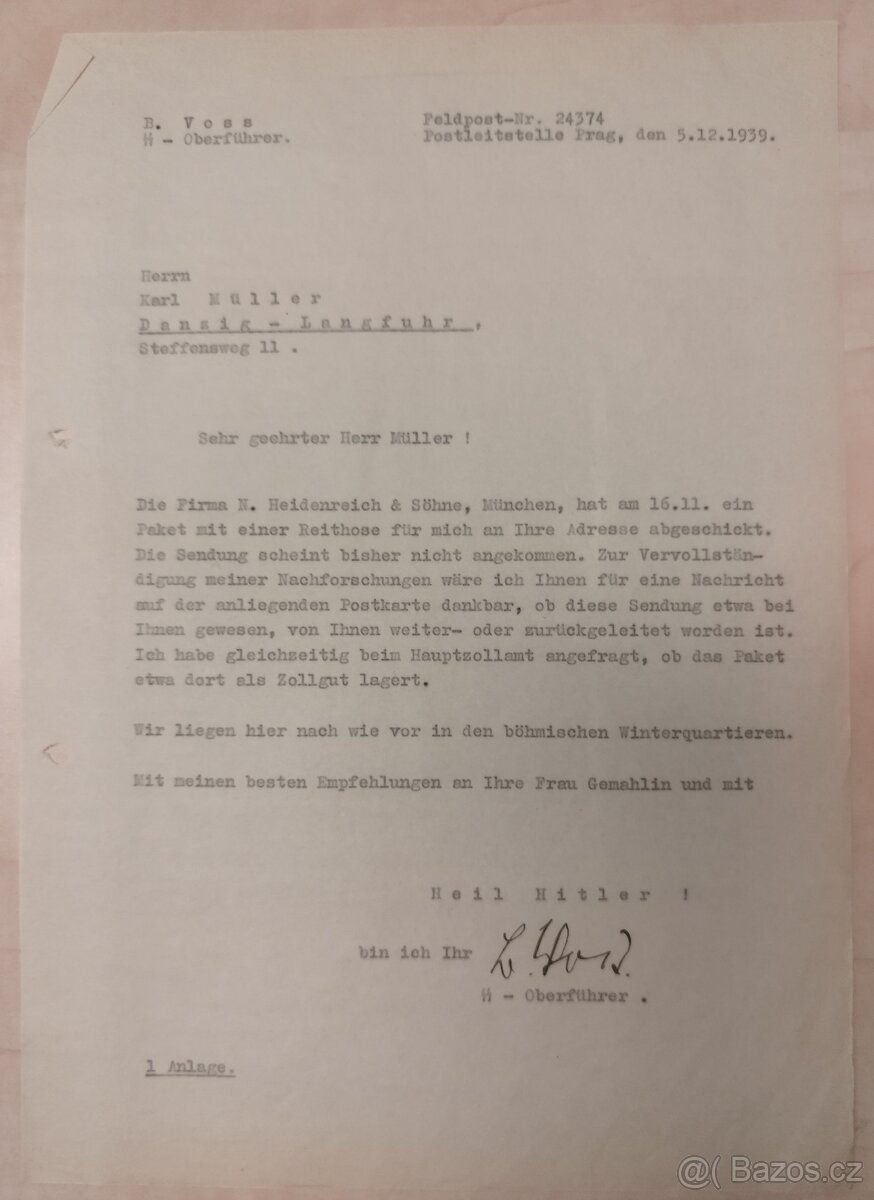 B. Voss
ᛋᛋ - Oberführer.
Feldpost-Nr. 24374
Postleitstelle Prag, den 5.12.1939.
Herrn
Karl Müller
Danzig - Langfuhr,
Steffensweg 11 .
Sehr geehrter Herr Müller !
Die Firma N. Heidenreich & Söhne, München, hat am 16.11. ein
Paket mit einer Reithose für mich an Ihre Adresse abgeschickt.
Die Sendung scheint bisher nicht angekommen. Zur Vervollstän-
digung meiner Nachforschungen wäre ich Ihnen für eine Nachricht
auf der anliegenden Postkarte dankbar, ob diese Sendung etwa bei
Ihnen gewesen, von Ihnen weiter- oder zurückgeleitet worden ist.
Ich habe gleichzeitig beim Hauptzollamt angefragt, ob das Paket
etwa dort als Zollgut lagert.
Wir liegen hier nach wie vor in den böhmischen Winterquartieren.
Mit meinen besten Empfehlungen an Ihre Frau Gemahlin und mit
Heil Hitler !
bin ich Ihr B. Voss.
ᛋᛋ - Oberführer .
1 Anlage.
@( Bazos.cz